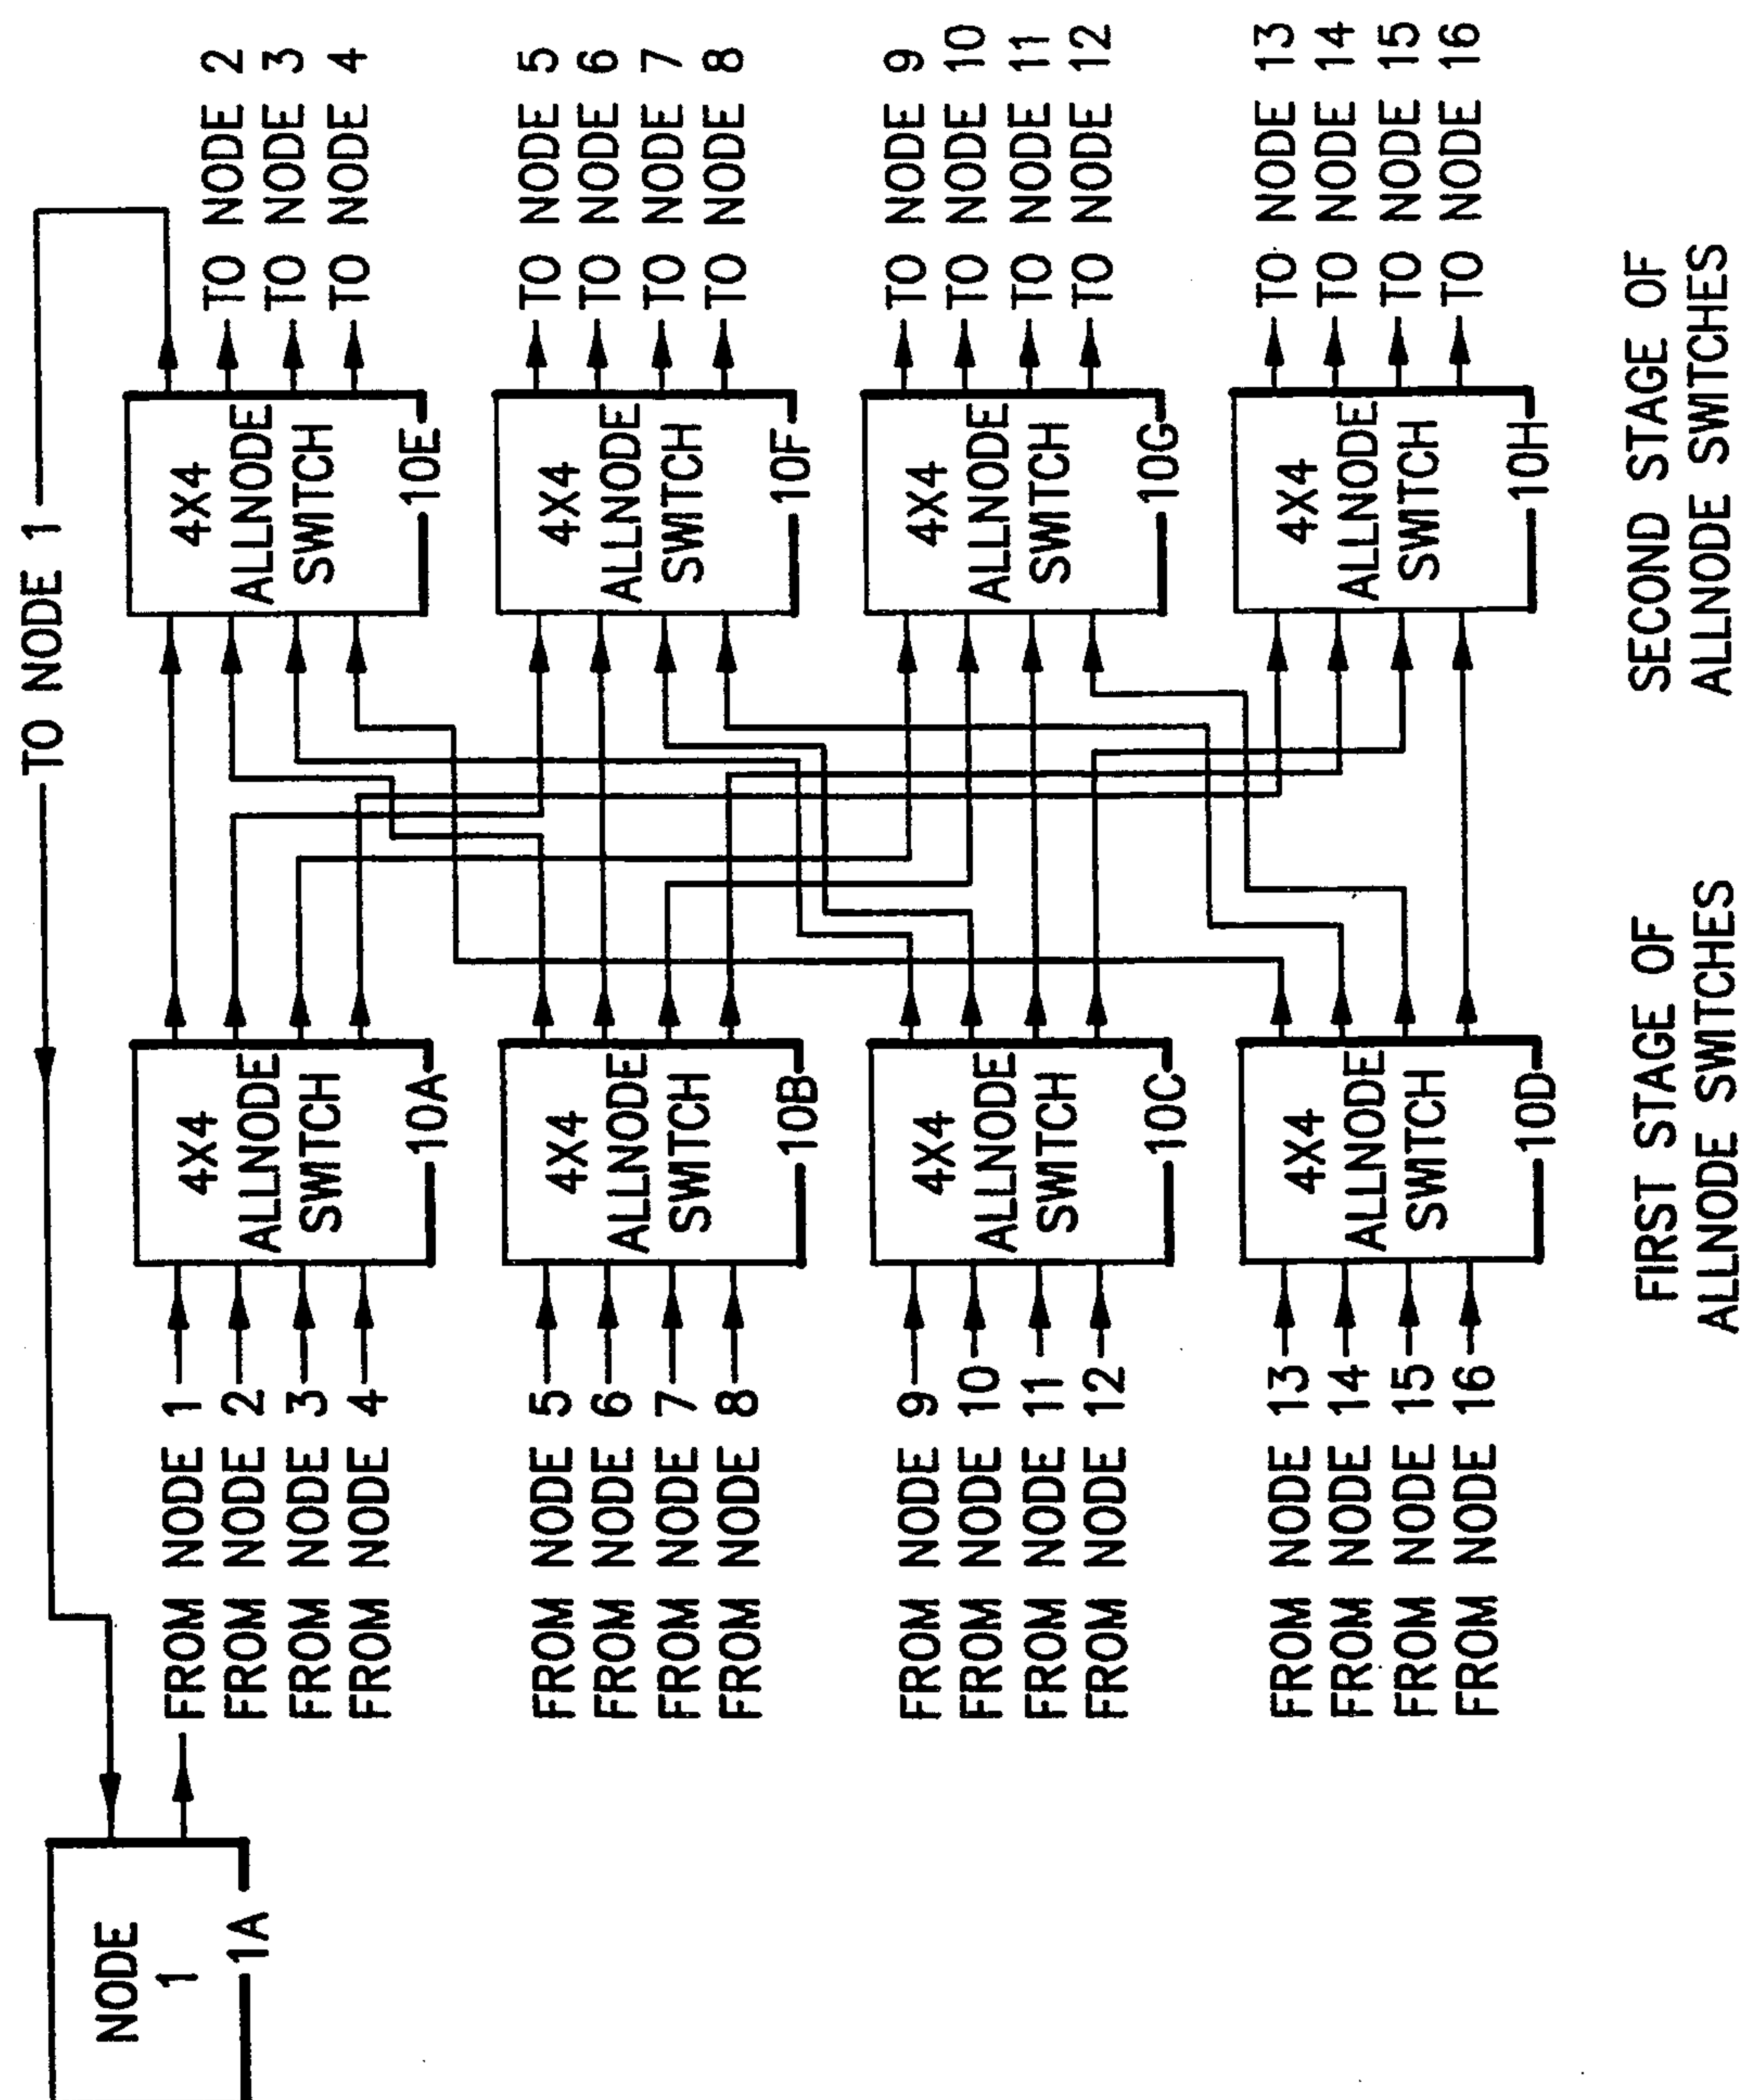 TO NODE 1
NODE
1
1A
FROM NODE 1
FROM NODE 2
FROM NODE 3
FROM NODE 4
4X4
ALLNODE
SWITCH
10A
4X4
ALLNODE
SWITCH
10E
TO NODE 2
TO NODE 3
TO NODE 4
FROM NODE 5
FROM NODE 6
FROM NODE 7
FROM NODE 8
4X4
ALLNODE
SWITCH
10B
4X4
ALLNODE
SWITCH
10F
TO NODE 5
TO NODE 6
TO NODE 7
TO NODE 8
FROM NODE 9
FROM NODE 10
FROM NODE 11
FROM NODE 12
4X4
ALLNODE
SWITCH
10C
4X4
ALLNODE
SWITCH
10G
TO NODE 9
TO NODE 10
TO NODE 11
TO NODE 12
FROM NODE 13
FROM NODE 14
FROM NODE 15
FROM NODE 16
4X4
ALLNODE
SWITCH
10D
4X4
ALLNODE
SWITCH
10H
TO NODE 13
TO NODE 14
TO NODE 15
TO NODE 16
FIRST STAGE OF
ALLNODE SWITCHES
SECOND STAGE OF
ALLNODE SWITCHES